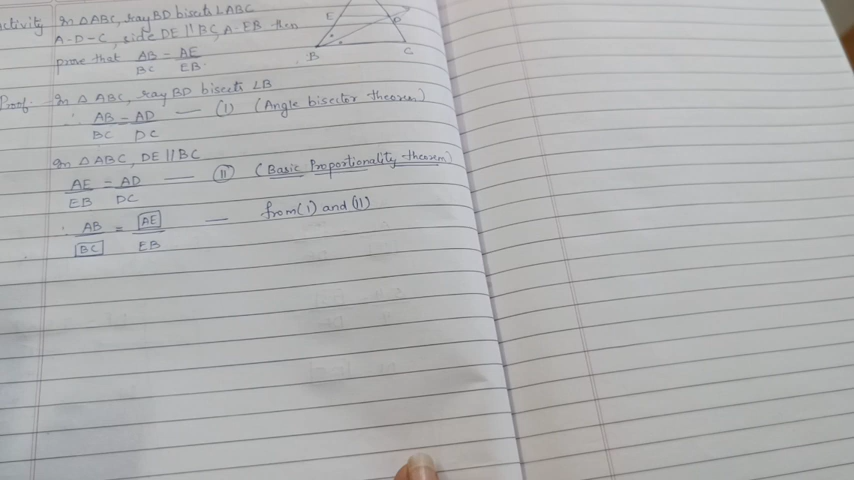 Activity In △ABC, ray BD bisects ∠ABC
A-D-C, side DE || BC, A-EB then
prove that AB/BC = AE/EB.
E
D
B
C
Proof. In △ ABC, ray BD bisects ∠B
∴ AB/BC = AD/DC — (I) (Angle bisector theorem)
In △ABC, DE || BC
AE/EB = AD/DC — (II) (Basic Proportionality theorem)
∴ AB/BC = AE/EB — from (I) and (II)